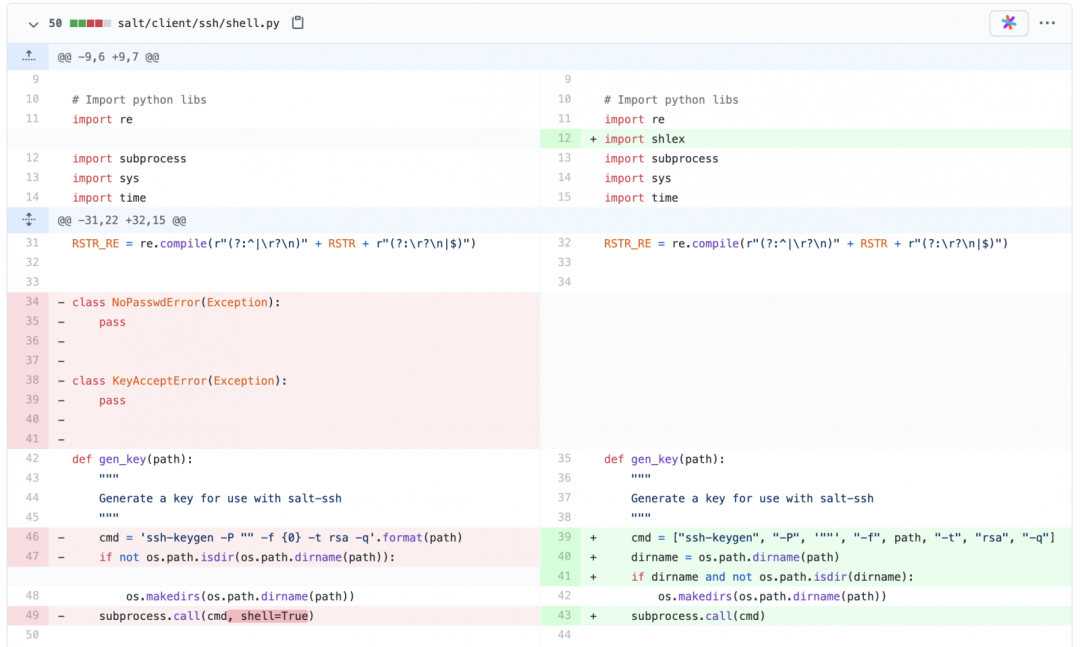 50 salt/client/ssh/shell.py
@@ -9,6 +9,7 @@
9 9
10 # Import python libs 10 # Import python libs
11 import re 11 import re
12 + import shlex
12 import subprocess 13 import subprocess
13 import sys 14 import sys
14 import time 15 import time
@@ -31,22 +32,15 @@
31 RSTR_RE = re.compile(r"(?:^|\r?\n)" + RSTR + r"(?:\r?\n|$)") 32 RSTR_RE = re.compile(r"(?:^|\r?\n)" + RSTR + r"(?:\r?\n|$)")
32 33
33 34
34 - class NoPasswdError(Exception):
35 - pass
36 -
37 -
38 - class KeyAcceptError(Exception):
39 - pass
40 -
41 -
42 def gen_key(path): 35 def gen_key(path):
43 """ 36 """
44 Generate a key for use with salt-ssh 37 Generate a key for use with salt-ssh
45 """ 38 """
46 - cmd = 'ssh-keygen -P "" -f {0} -t rsa -q'.format(path) 39 + cmd = ["ssh-keygen", "-P", '""', "-f", path, "-t", "rsa", "-q"]
47 - if not os.path.isdir(os.path.dirname(path)): 40 + dirname = os.path.dirname(path)
41 + if dirname and not os.path.isdir(dirname):
48 os.makedirs(os.path.dirname(path)) 42 os.makedirs(os.path.dirname(path))
49 - subprocess.call(cmd, shell=True) 43 + subprocess.call(cmd)
50 44